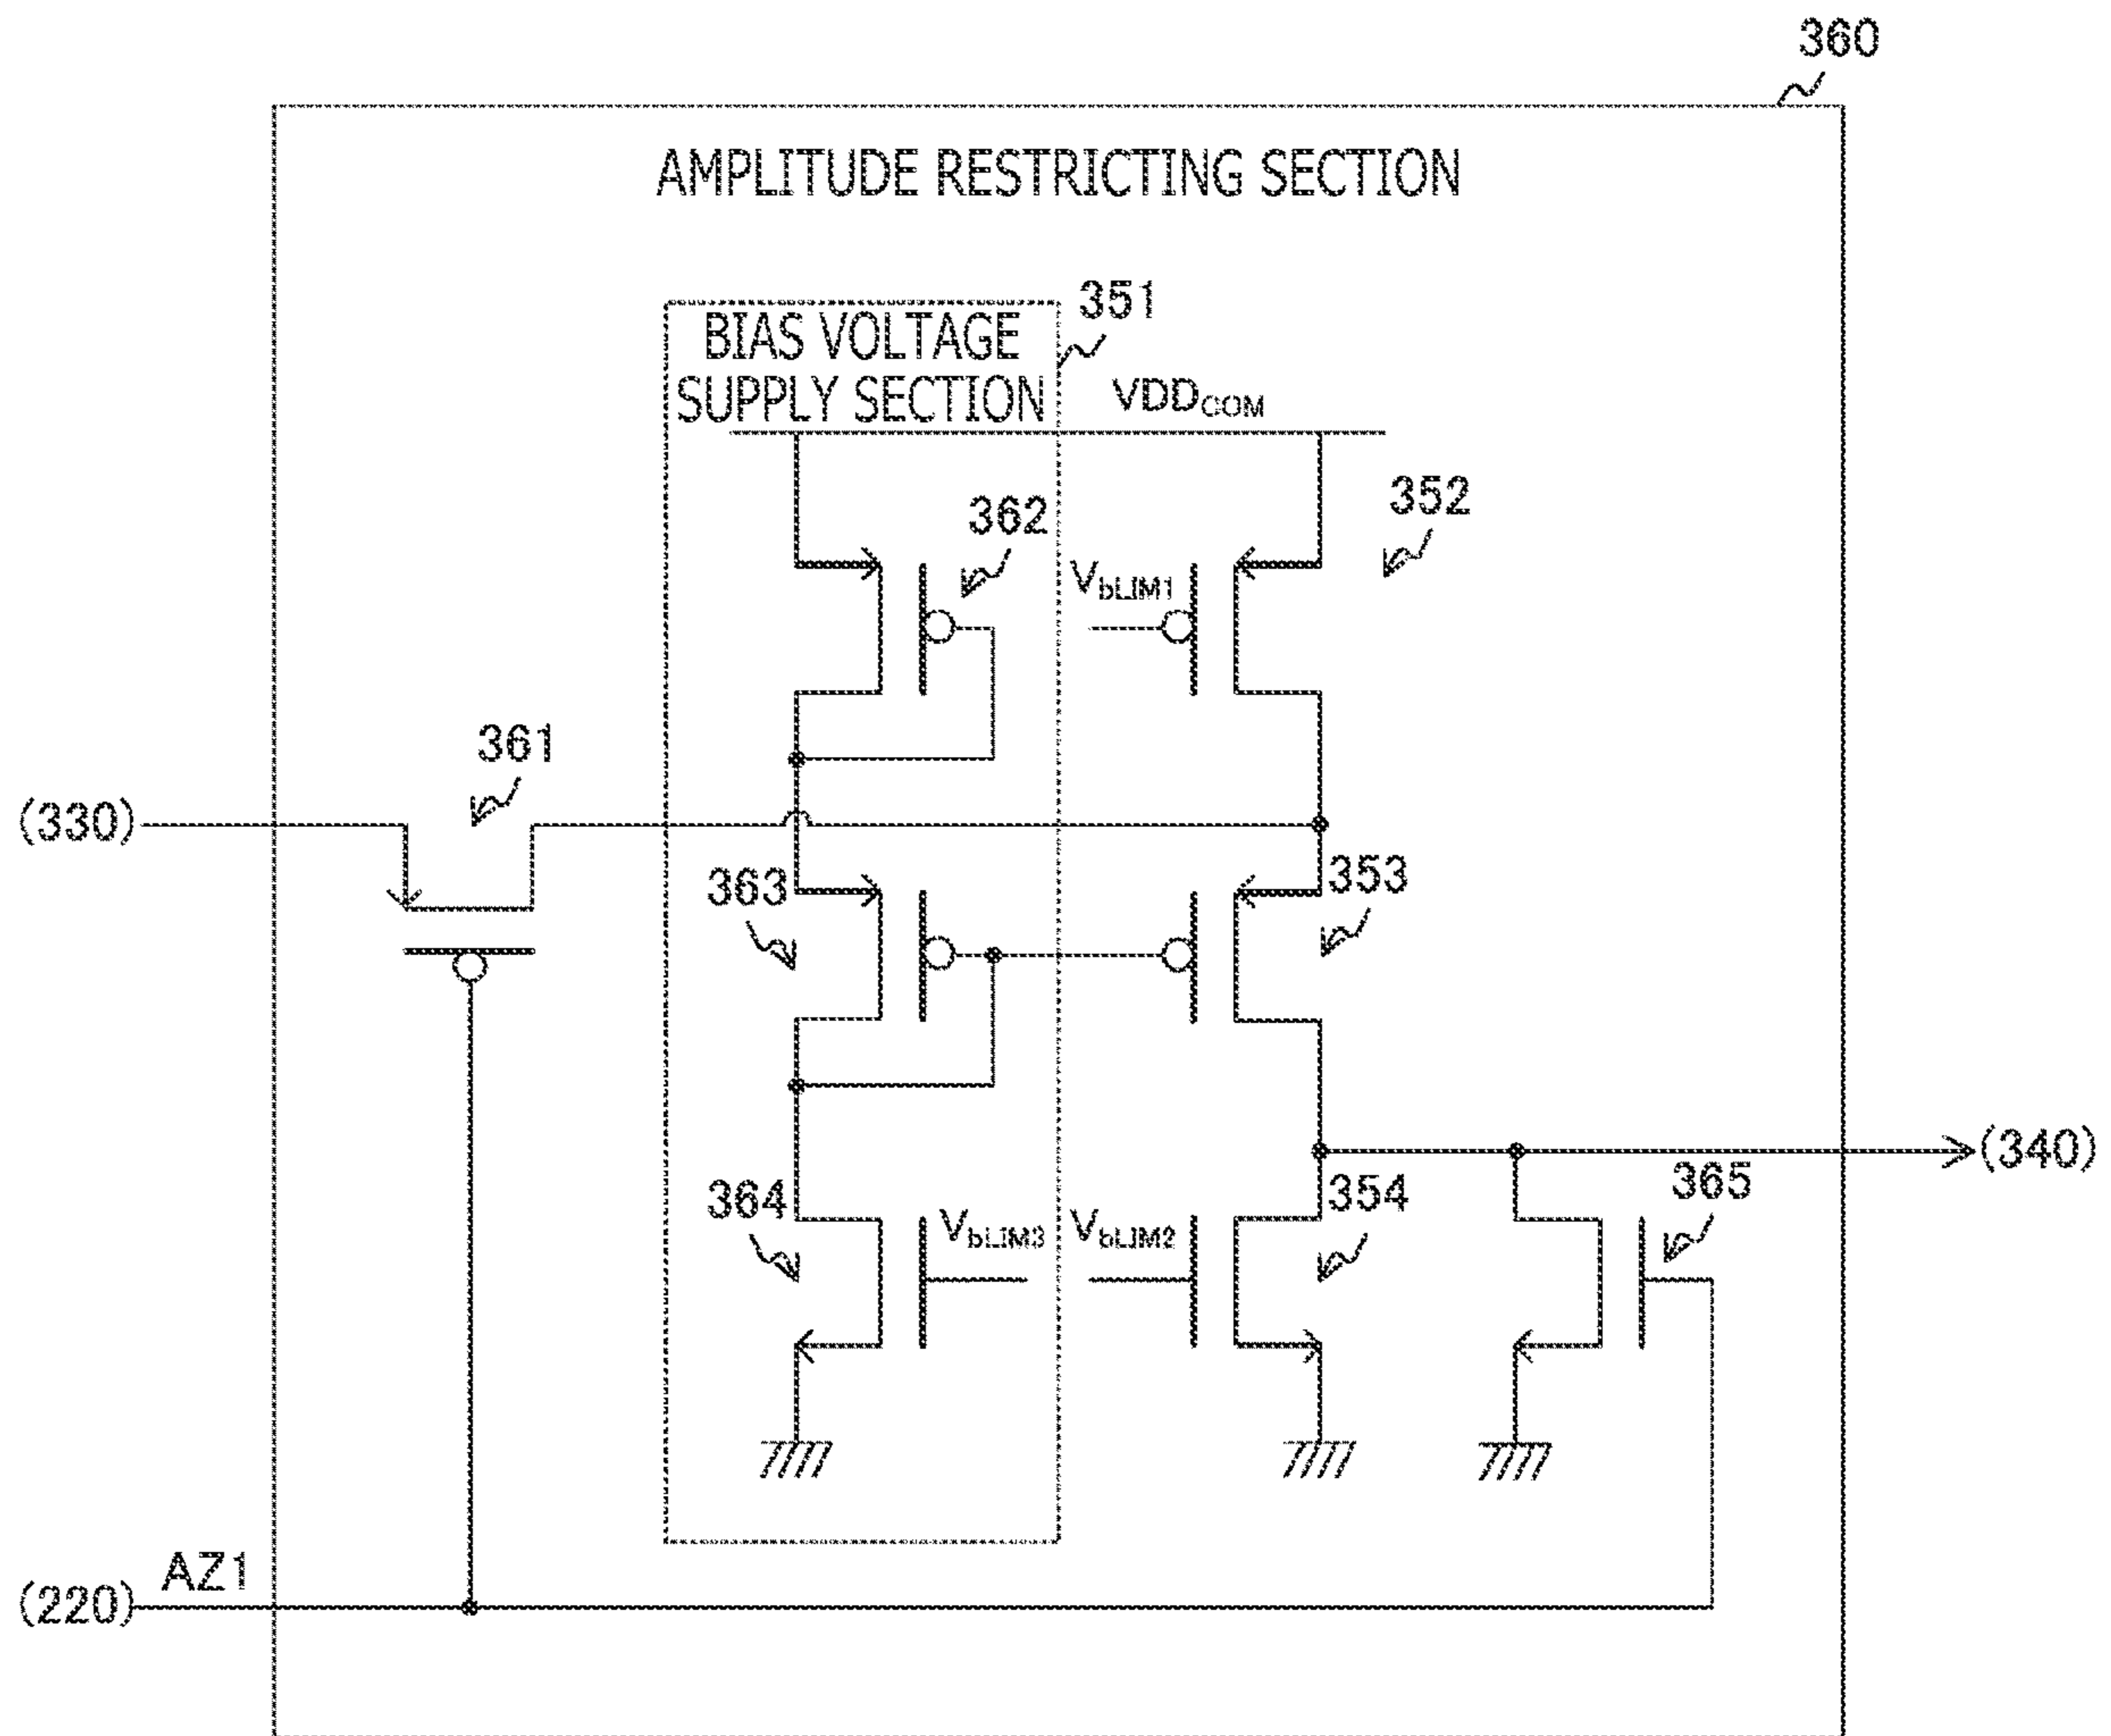 360
AMPLITUDE RESTRICTING SECTION
351
BIAS VOLTAGE
SUPPLY SECTION
VDDCOM
362
352
VbLIM1
361
(330)
363
353
(340)
364
354
365
VbLIM3
VbLIM2
AZ1
(220)